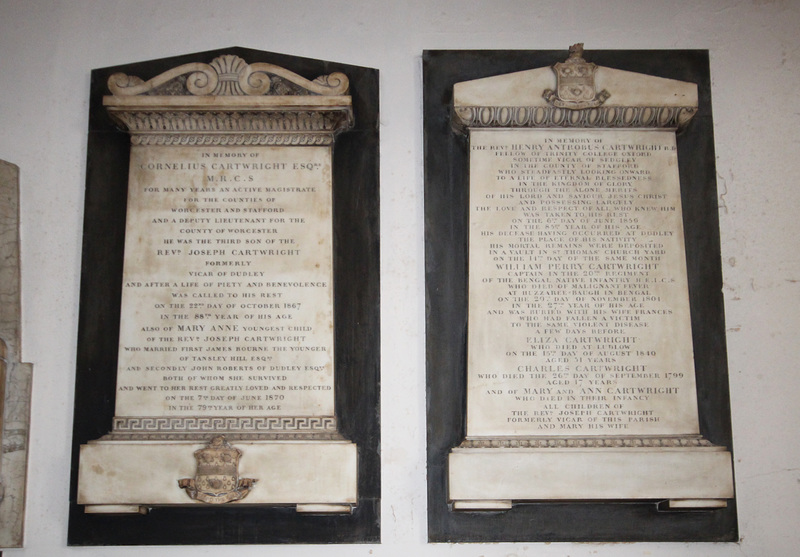 IN MEMORY OF
CORNELIUS CARTWRIGHT ESQRE
M.R.C.S.
FOR MANY YEARS AN ACTIVE MAGISTRATE
FOR THE COUNTIES OF
WORCESTER AND STAFFORD
AND A DEPUTY LIEUTENANT FOR THE
COUNTY OF WORCESTER
HE WAS THE THIRD SON OF THE
REVD. JOSEPH CARTWRIGHT
FORMERLY
VICAR OF DUDLEY
AND AFTER A LIFE OF PIETY AND BENEVOLENCE
WAS CALLED TO HIS REST
ON THE 22ND DAY OF OCTOBER 1867
IN THE 88TH YEAR OF HIS AGE
ALSO OF MARY ANNE YOUNGEST CHILD
OF THE REVD. JOSEPH CARTWRIGHT
WHO MARRIED FIRST JAMES BOURNE THE YOUNGER
OF TANSLEY HILL ESQRE
AND SECONDLY JOHN ROBERTS OF DUDLEY ESQRE
BOTH OF WHOM SHE SURVIVED
AND WENT TO HER REST GREATLY LOVED AND RESPECTED
ON THE 7TH DAY OF JUNE 1870
IN THE 79TH YEAR OF HER AGE
IN MEMORY OF
THE REVD. HENRY ANTROBUS CARTWRIGHT B.D.
FELLOW OF TRINITY COLLEGE OXFORD
SOMETIME VICAR OF SEDGLEY
IN THE COUNTY OF STAFFORD
WHO STEADFASTLY LOOKING ONWARD
TO A LIFE OF ETERNAL BLESSEDNESS
IN THE KINGDOM OF GLORY
THROUGH THE ALONE MERITS
OF HIS LORD AND SAVIOUR JESUS CHRIST
AND POSSESSING LARGELY
THE LOVE AND RESPECT OF ALL WHO KNEW HIM
WAS TAKEN TO HIS REST
ON THE 6TH DAY OF JUNE 1856
IN THE 83RD YEAR OF HIS AGE
HIS DECEASE HAVING OCCURRED AT DUDLEY
THE PLACE OF HIS NATIVITY
HIS MORTAL REMAINS WERE DEPOSITED
IN A VAULT IN ST. THOMAS' CHURCH YARD
ON THE 11TH DAY OF THE SAME MONTH
WILLIAM PERRY CARTWRIGHT
CAPTAIN IN THE 26TH REGIMENT
OF THE BENGAL NATIVE INFANTRY H.E.I.C.S
WHO DIED OF MALIGNANT FEVER
AT HUZZAREE-BAUGH IN BENGAL
ON THE 29TH DAY OF NOVEMBER 1801
IN THE 27TH YEAR OF HIS AGE
AND WAS BURIED WITH HIS WIFE FRANCES
WHO HAD FALLEN A VICTIM
TO THE SAME VIOLENT DISEASE
A FEW DAYS BEFORE
ELIZA CARTWRIGHT
WHO DIED AT LUDLOW
ON THE 15TH DAY OF AUGUST 1840
AGED 51 YEARS
CHARLES CARTWRIGHT
WHO DIED THE 26TH DAY OF SEPTEMBER 1799
AGED 17 YEARS
AND OF MARY AND ANN CARTWRIGHT
WHO DIED IN THEIR INFANCY
ALL CHILDREN OF
THE REVD. JOSEPH CARTWRIGHT
FORMERLY VICAR OF THIS PARISH
AND MARY HIS WIFE